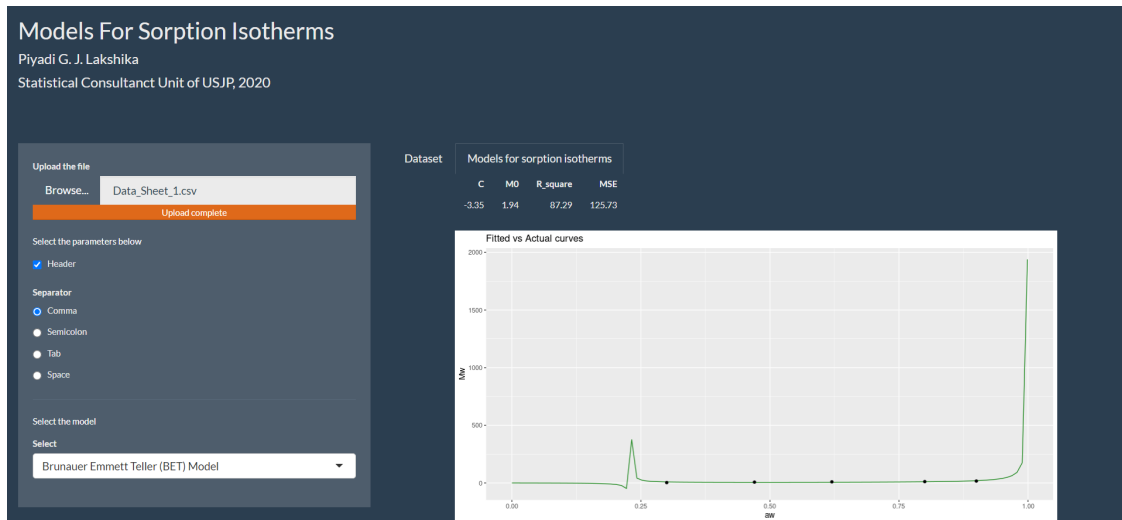 Models For Sorption Isotherms
Piyadi G. J. Lakshika
Statistical Consultanct Unit of USJP, 2020
Upload the file
Browse... Data_Sheet_1.csv
Upload complete
Select the parameters below
Header
Separator
Comma
Semicolon
Tab
Space
Select the model
Select
Brunauer Emmett Teller (BET) Model
Dataset Models for sorption isotherms
C M0 R_square MSE
-3.35 1.94 87.29 125.73
Fitted vs Actual curves
2000
1500
1000
500
0
Mw
0.00 0.25 0.50 0.75 1.00
aw